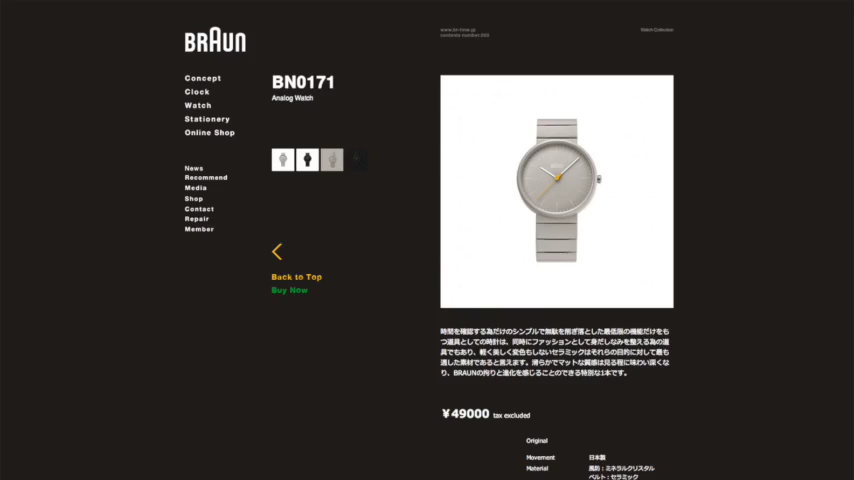 BRAUN
www.br-time.jp
contents number:003
Watch Collection
Concept
Clock
Watch
Stationery
Online Shop
BN0171
Analog Watch
News
Recommend
Media
Shop
Contact
Repair
Member
Back to Top
Buy Now
時間を確認する為だけのシンプルで無駄を削ぎ落とした最低限の機能だけをも
つ道具としての時計は、同時にファッションとして身だしなみを整える為の道
具でもあり、軽く美しく変色もしないセラミックはそれらの目的に対して最も
適した素材であると言えます。滑らかでマットな質感は見る程に味わい深くな
り、BRAUNの拘りと進化を感じることのできる特別な1本です。
¥49000 tax excluded
Original
Movement 日本製
Material 風防:ミネラルクリスタル
ベルト:セラミック